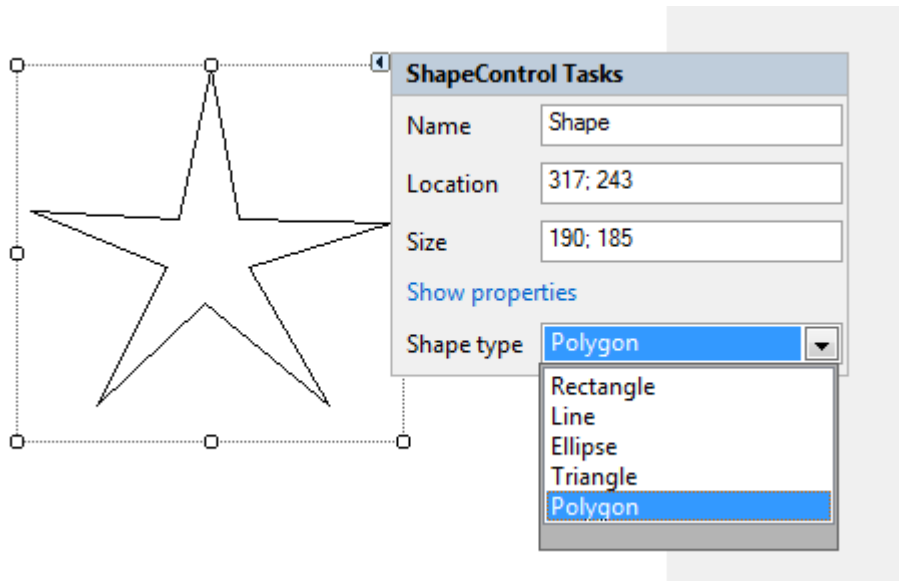 ShapeControl Tasks
Name Shape
Location 317; 243
Size 190; 185
Show properties
Shape type Polygon
Rectangle
Line
Ellipse
Triangle
Polygon